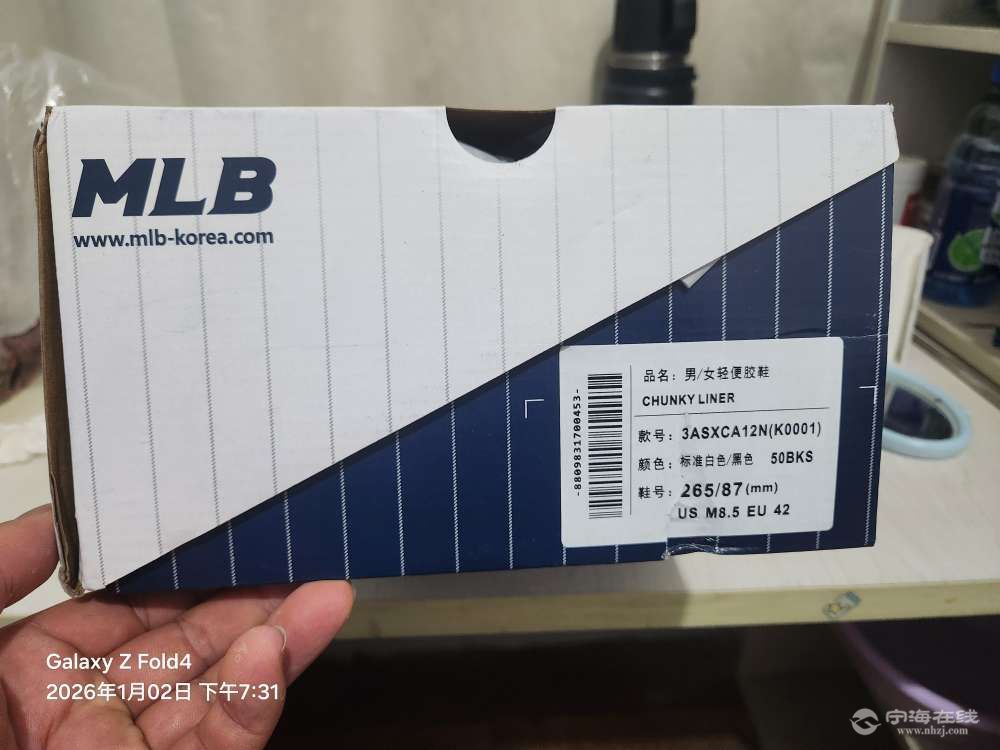 MLB
www.mlb-korea.com
-8809831700453-
品名：男/女轻便胶鞋
CHUNKY LINER
款号：3ASXCA12N(K0001)
颜色：标准白色/黑色 50BKS
鞋号：265/87(mm)
US M8.5 EU 42
Galaxy Z Fold4
2026年1月02日 下午7:31
宁海在线
www.nhzj.com